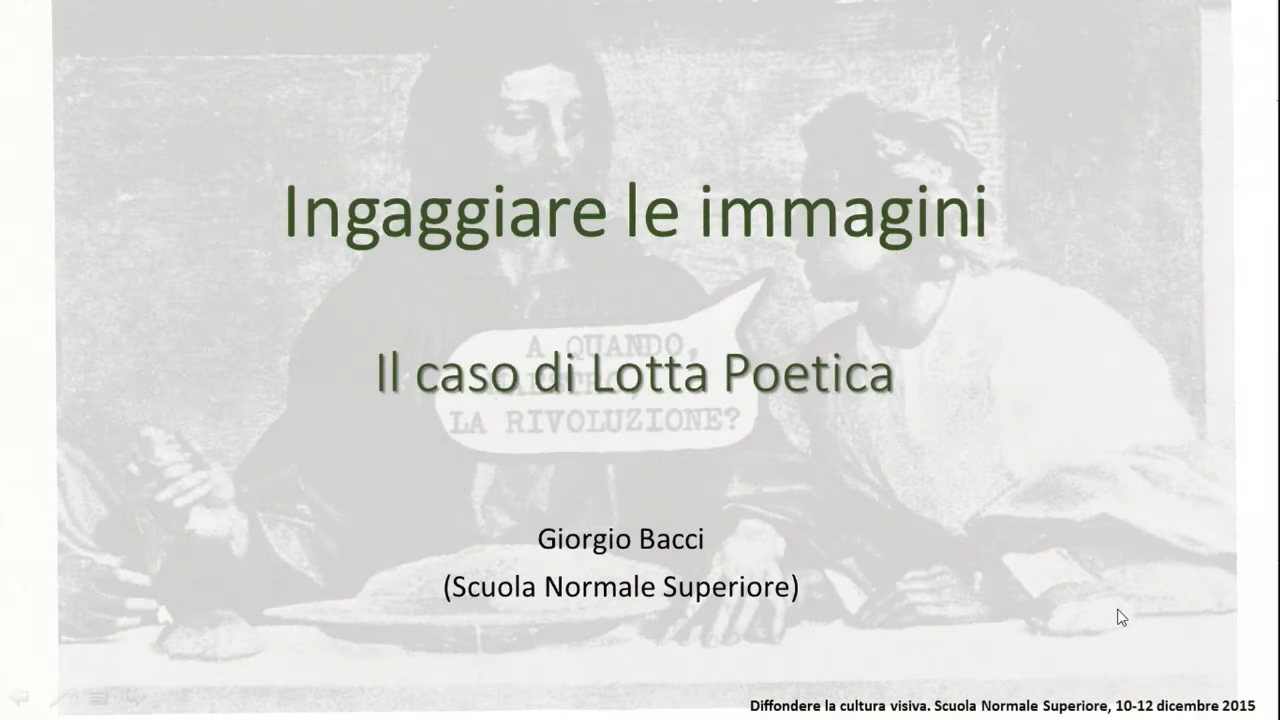 Ingaggiare le immagini
A QUANDO,
Il caso di Lotta Poetica
LA RIVOLUZIONE?
Giorgio Bacci
(Scuola Normale Superiore)
Diffondere la cultura visiva. Scuola Normale Superiore, 10-12 dicembre 2015